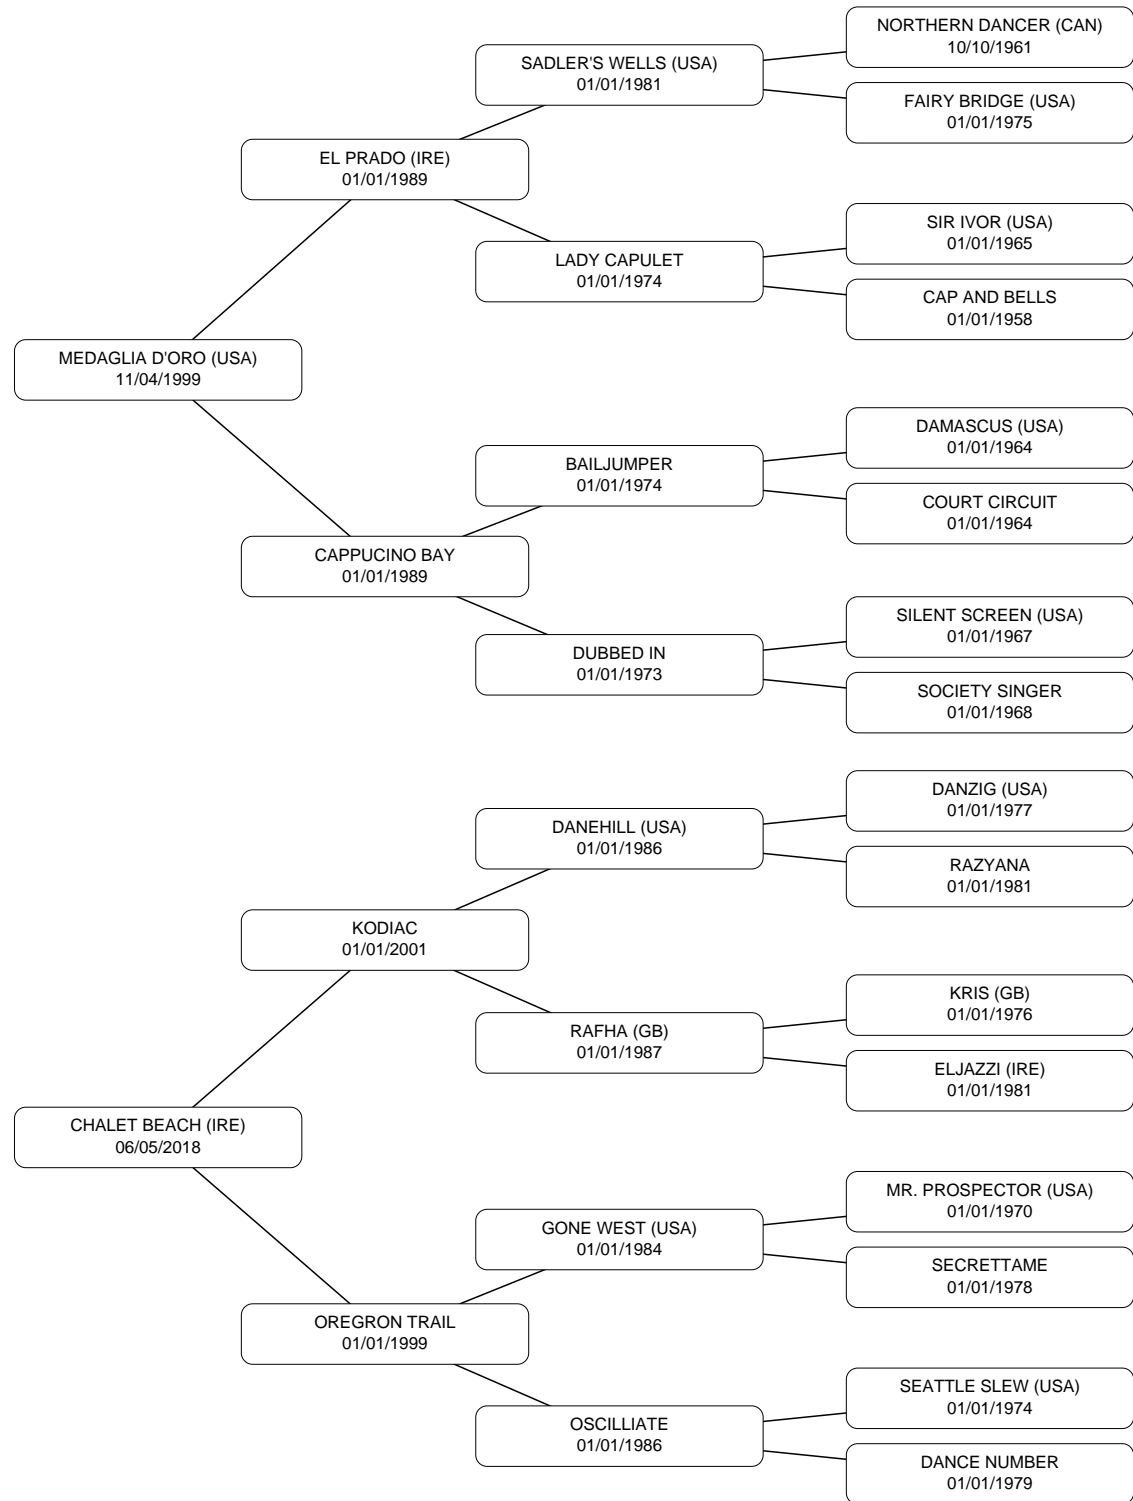 NORTHERN DANCER (CAN)
10/10/1961
SADLER'S WELLS (USA)
01/01/1981
FAIRY BRIDGE (USA)
01/01/1975
EL PRADO (IRE)
01/01/1989
SIR IVOR (USA)
01/01/1965
LADY CAPULET
01/01/1974
CAP AND BELLS
01/01/1958
MEDAGLIA D'ORO (USA)
11/04/1999
DAMASCUS (USA)
01/01/1964
BAILJUMPER
01/01/1974
COURT CIRCUIT
01/01/1964
CAPPUCINO BAY
01/01/1989
SILENT SCREEN (USA)
01/01/1967
DUBBED IN
01/01/1973
SOCIETY SINGER
01/01/1968
DANZIG (USA)
01/01/1977
DANEHILL (USA)
01/01/1986
RAZYANA
01/01/1981
KODIAC
01/01/2001
KRIS (GB)
01/01/1976
RAFHA (GB)
01/01/1987
ELJAZZI (IRE)
01/01/1981
CHALET BEACH (IRE)
06/05/2018
MR. PROSPECTOR (USA)
01/01/1970
GONE WEST (USA)
01/01/1984
SECRETTAME
01/01/1978
OREGRON TRAIL
01/01/1999
SEATTLE SLEW (USA)
01/01/1974
OSCILLIATE
01/01/1986
DANCE NUMBER
01/01/1979